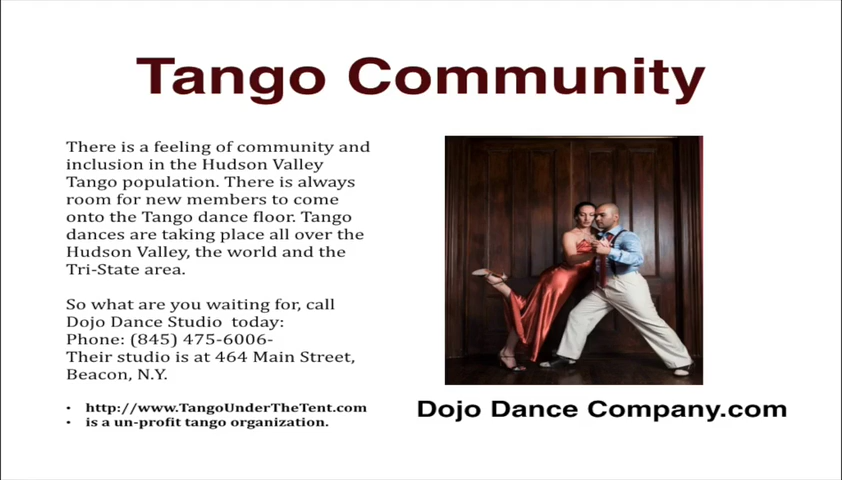 Tango Community
There is a feeling of community and
inclusion in the Hudson Valley
Tango population. There is always
room for new members to come
onto the Tango dance floor. Tango
dances are taking place all over the
Hudson Valley, the world and the
Tri-State area.
So what are you waiting for, call
Dojo Dance Studio today:
Phone: (845) 475-6006-
Their studio is at 464 Main Street,
Beacon, N.Y.
• http://www.TangoUnderTheTent.com
• is a un-profit tango organization.
Dojo Dance Company.com